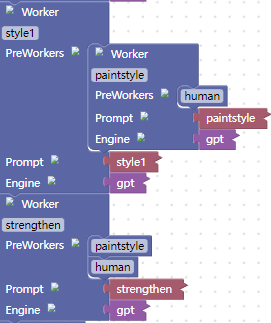 Worker
style1
PreWorkers
Worker
paintstyle
PreWorkers human
Prompt paintstyle
Engine gpt
Prompt style1
Engine gpt
Worker
strengthen
PreWorkers paintstyle
human
Prompt strengthen
Engine gpt